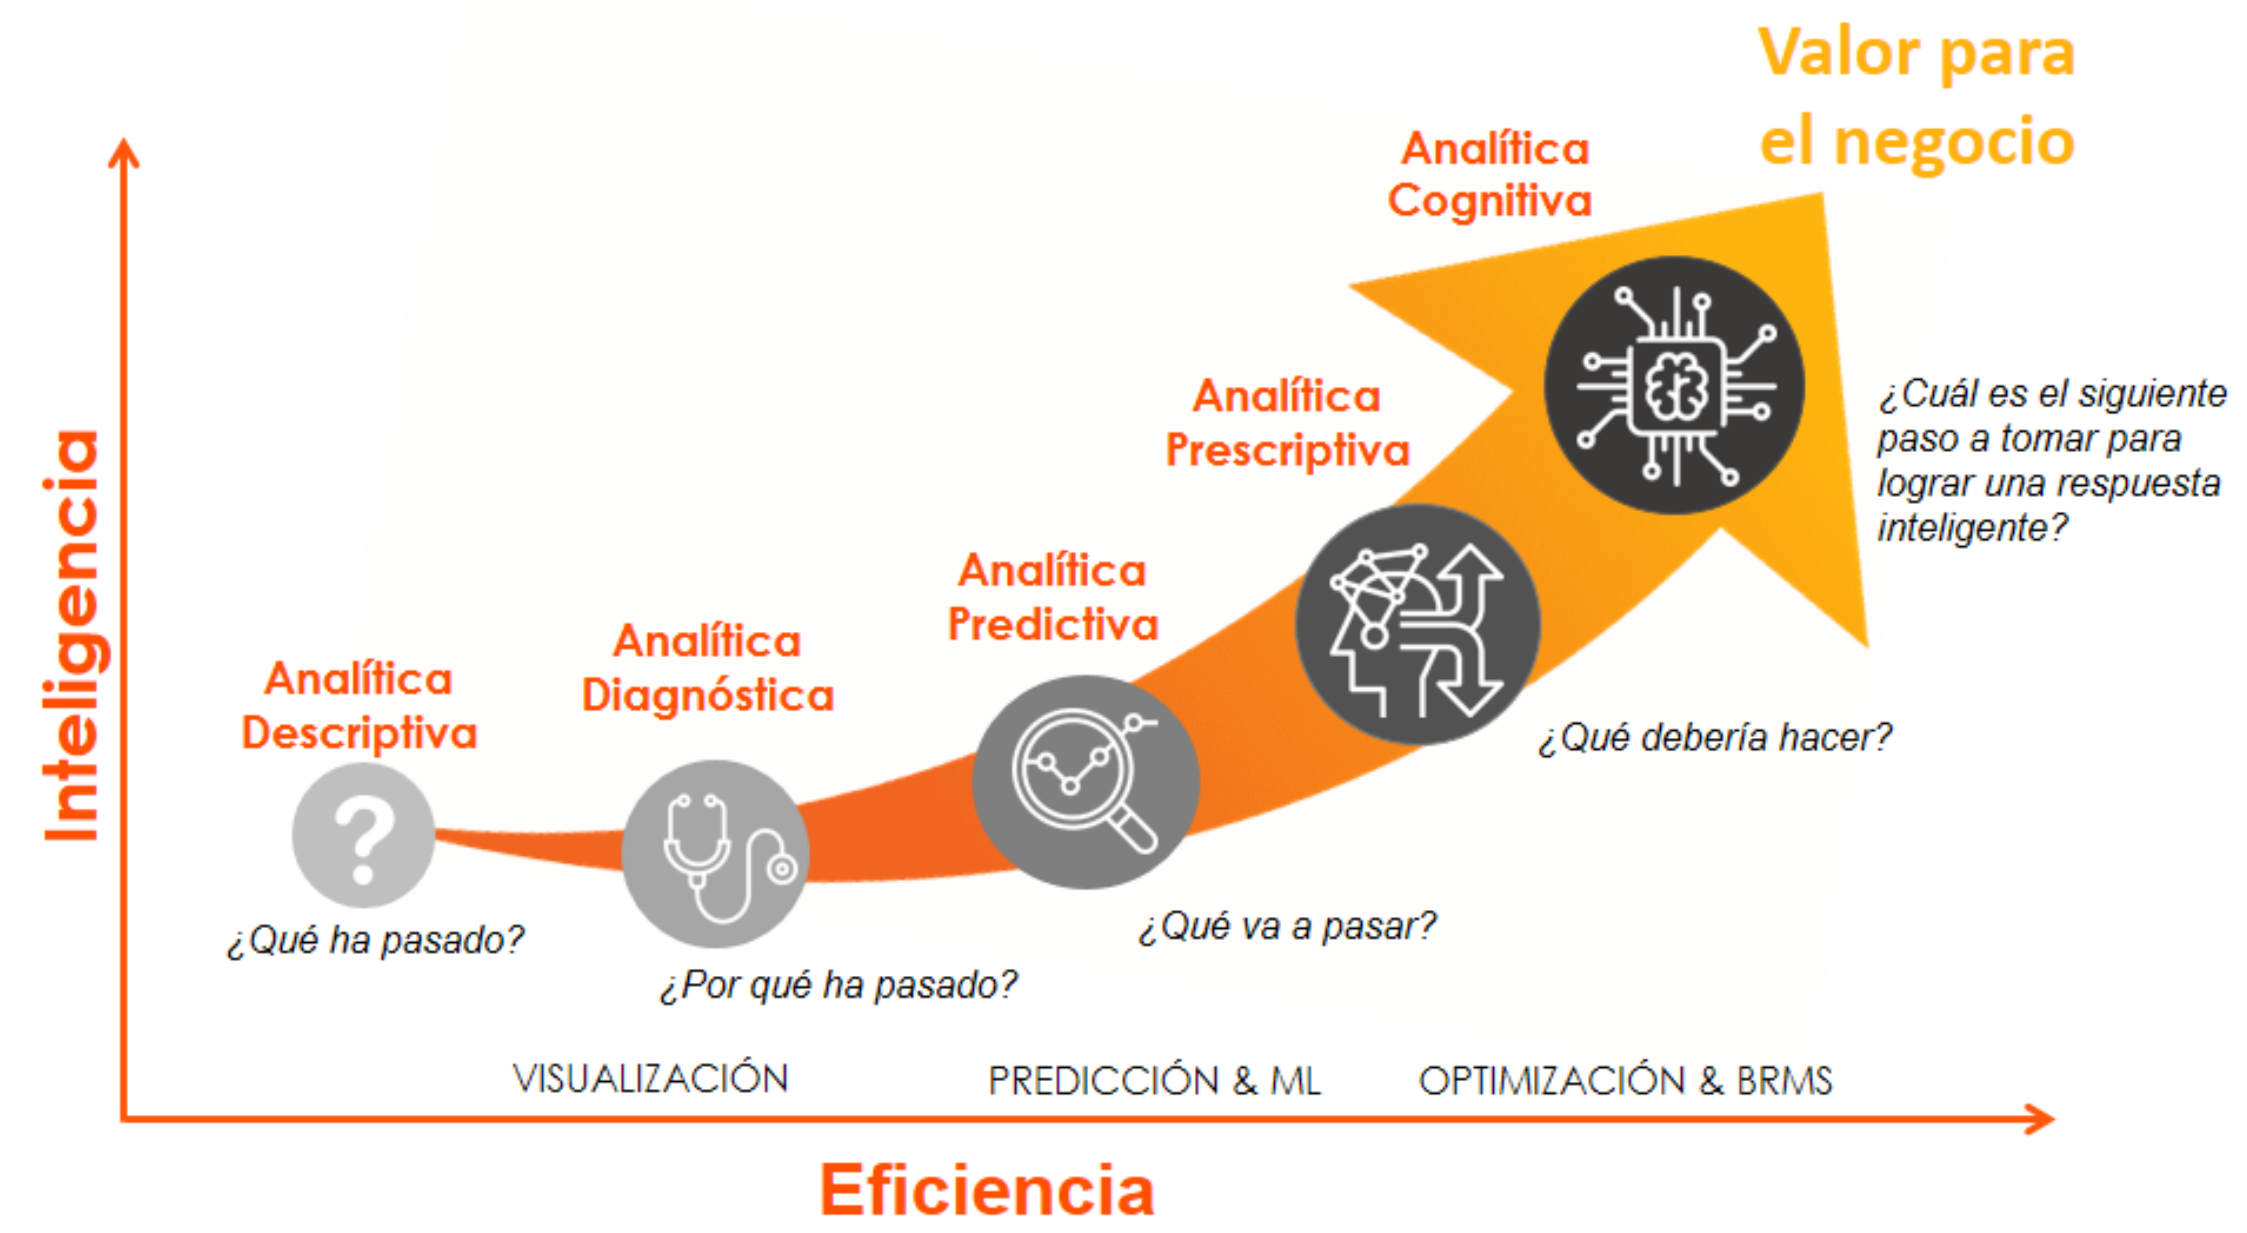 Valor para
el negocio
Analítica
Cognitiva
¿Cuál es el siguiente
paso a tomar para
lograr una respuesta
inteligente?
Analítica
Prescriptiva
¿Qué debería hacer?
Analítica
Predictiva
¿Qué va a pasar?
Analítica
Diagnóstica
¿Por qué ha pasado?
Analítica
Descriptiva
¿Qué ha pasado?
Inteligencia
VISUALIZACIÓN
PREDICCIÓN & ML
OPTIMIZACIÓN & BRMS
Eficiencia